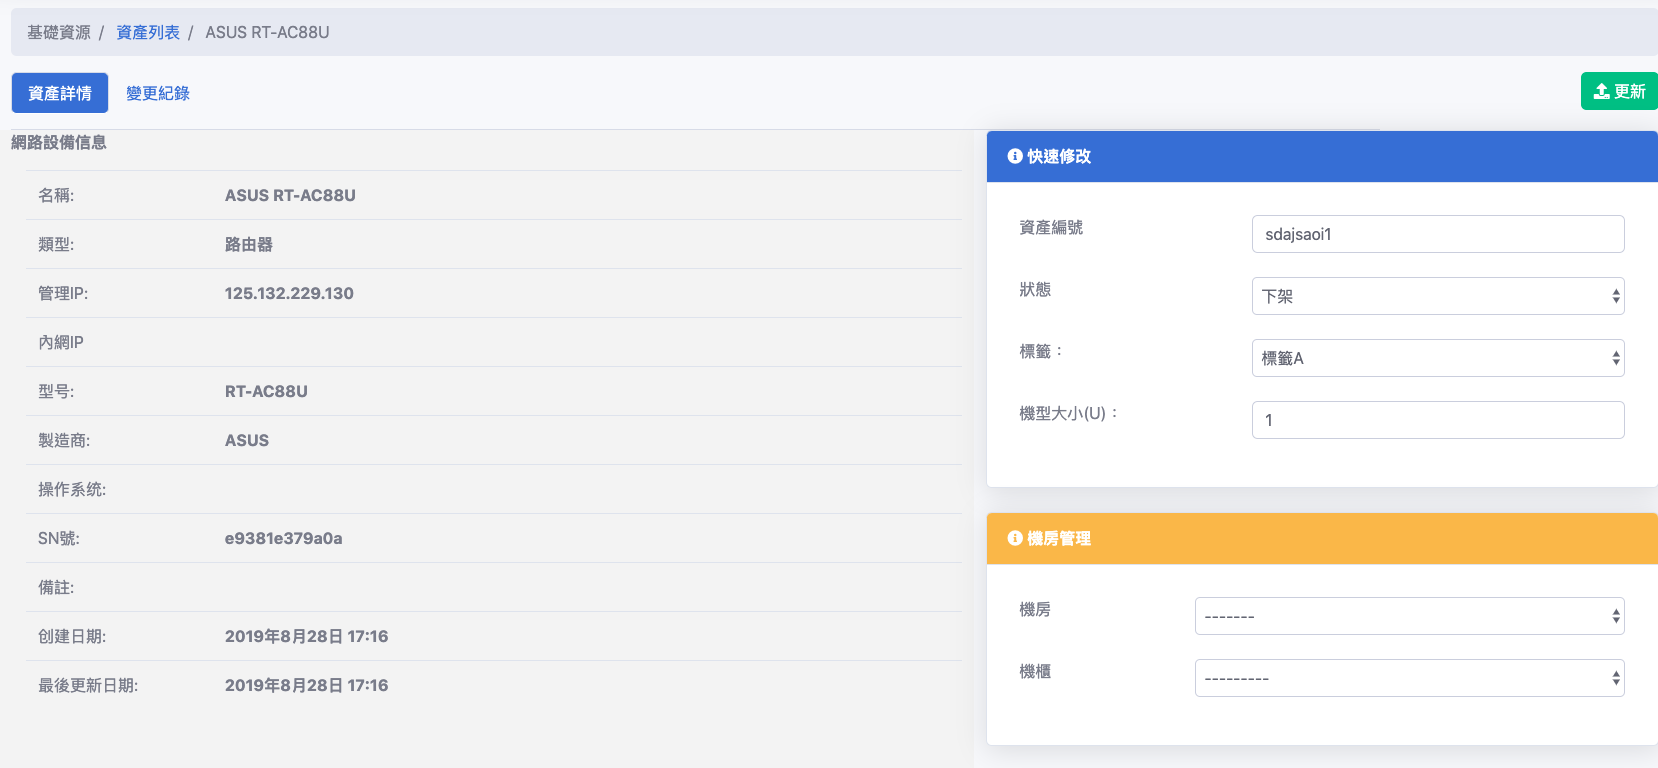 基礎資源 / 資產列表 / ASUS RT-AC88U
資產詳情 變更紀錄
更新
網路設備信息
名稱: ASUS RT-AC88U
類型: 路由器
管理IP: 125.132.229.130
內網IP
型号: RT-AC88U
製造商: ASUS
操作系统:
SN號: e9381e379a0a
備註:
创建日期: 2019年8月28日 17:16
最後更新日期: 2019年8月28日 17:16
快速修改
資產編號 sdajsaoi1
狀態 下架
標籤： 標籤A
機型大小(U)： 1
機房管理
機房 -------
機櫃 ---------